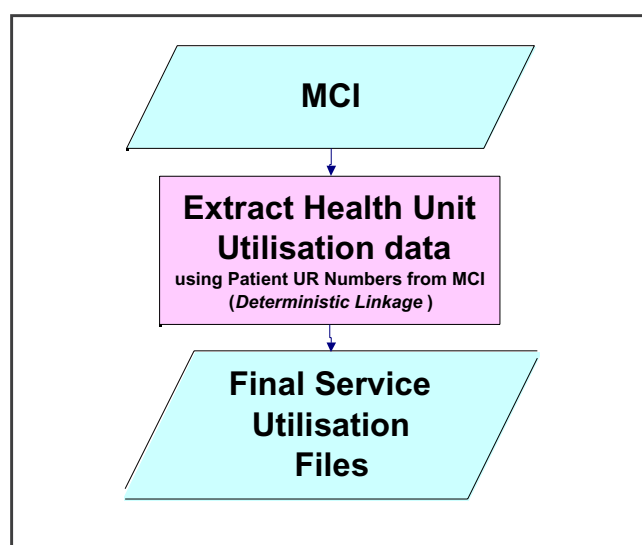 MCI
Extract Health Unit
Utilisation data
using Patient UR Numbers from MCI
(Deterministic Linkage )
Final Service
Utilisation
Files